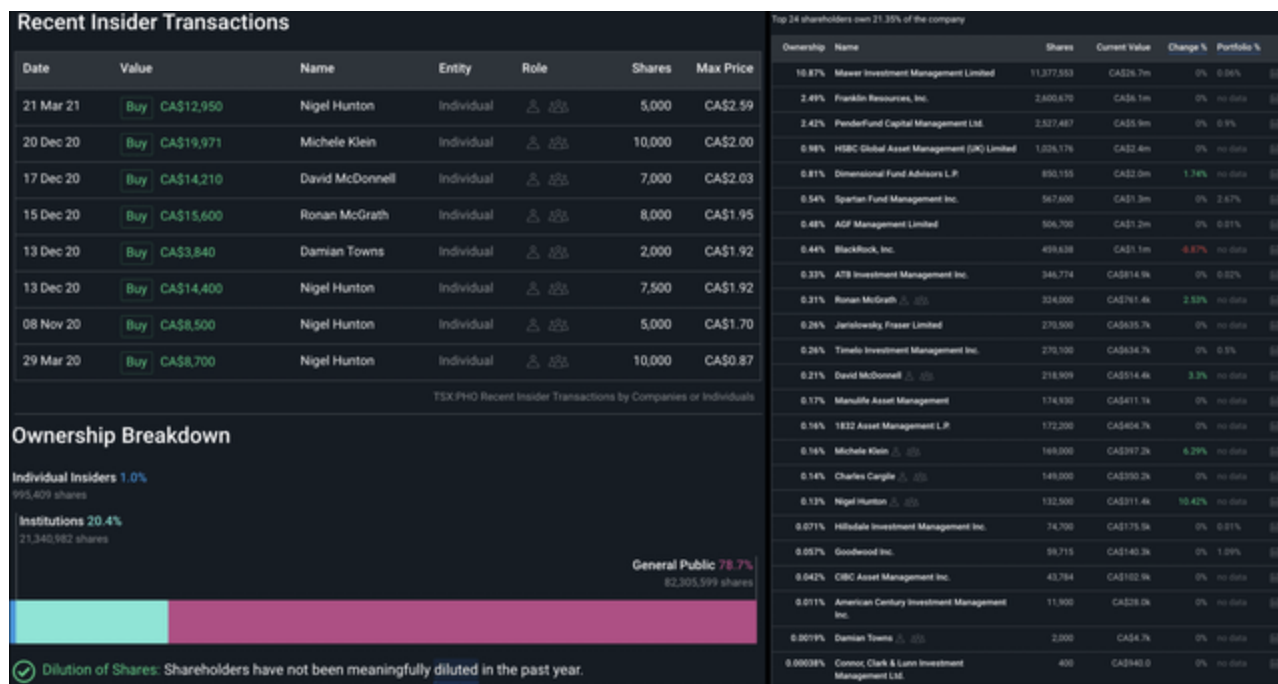 Recent Insider Transactions
Date Value Name Entity Role Shares Max Price
21 Mar 21 Buy CA$12,950 Nigel Hunton Individual 5,000 CA$2.59
20 Dec 20 Buy CA$19,971 Michele Klein Individual 10,000 CA$2.00
17 Dec 20 Buy CA$14,210 David McDonnell Individual 7,000 CA$2.03
15 Dec 20 Buy CA$15,600 Ronan McGrath Individual 8,000 CA$1.95
13 Dec 20 Buy CA$3,840 Damian Towns Individual 2,000 CA$1.92
13 Dec 20 Buy CA$14,400 Nigel Hunton Individual 7,500 CA$1.92
08 Nov 20 Buy CA$8,500 Nigel Hunton Individual 5,000 CA$1.70
29 Mar 20 Buy CA$8,700 Nigel Hunton Individual 10,000 CA$0.87
TSX:PHO Recent Insider Transactions by Companies or Individuals
Ownership Breakdown
Individual Insiders 1.0%
995,409 shares
Institutions 20.4%
21,340,982 shares
General Public 78.7%
82,305,599 shares
Dilution of Shares: Shareholders have not been meaningfully diluted in the past year.
Top 24 shareholders own 21.35% of the company
Ownership Name Shares Current Value Change % Portfolio %
10.87% Mawer Investment Management Limited 11,377,553 CA$26.7m 0% 0.06%
2.49% Franklin Resources, Inc. 2,600,670 CA$6.1m 0% no data
2.42% PenderFund Capital Management Ltd. 2,527,487 CA$5.9m 0% 0.9%
0.98% HSBC Global Asset Management (UK) Limited 1,026,176 CA$2.4m 0% no data
0.81% Dimensional Fund Advisors L.P. 850,155 CA$2.0m 1.74% no data
0.54% Spartan Fund Management Inc. 567,600 CA$1.3m 0% 2.67%
0.48% AGF Management Limited 506,700 CA$1.2m 0% 0.01%
0.44% BlackRock, Inc. 459,638 CA$1.1m -0.87% no data
0.33% ATB Investment Management Inc. 346,774 CA$814.9k 0% 0.02%
0.31% Ronan McGrath 324,000 CA$761.4k 2.53% no data
0.26% Jarislowsky, Fraser Limited 270,500 CA$635.7k 0% no data
0.26% Timelo Investment Management Inc. 270,100 CA$634.7k 0% 0.5%
0.21% David McDonnell 218,909 CA$514.4k 3.3% no data
0.17% Manulife Asset Management 174,930 CA$411.1k 0% no data
0.16% 1832 Asset Management L.P. 172,200 CA$404.7k 0% no data
0.16% Michele Klein 169,000 CA$397.2k 6.29% no data
0.14% Charles Cargile 149,000 CA$350.2k 0% no data
0.13% Nigel Hunton 132,500 CA$311.4k 10.42% no data
0.071% Hillsdale Investment Management Inc. 74,700 CA$175.5k 0% 0.01%
0.057% Goodwood Inc. 59,715 CA$140.3k 0% 1.09%
0.042% CIBC Asset Management Inc. 43,784 CA$102.9k 0% no data
0.011% American Century Investment Management
Inc. 11,900 CA$28.0k 0% no data
0.0019% Damian Towns 2,000 CA$4.7k 0% no data
0.00038% Connor, Clark & Lunn Investment
Management Ltd. 400 CA$940.0 0% no data